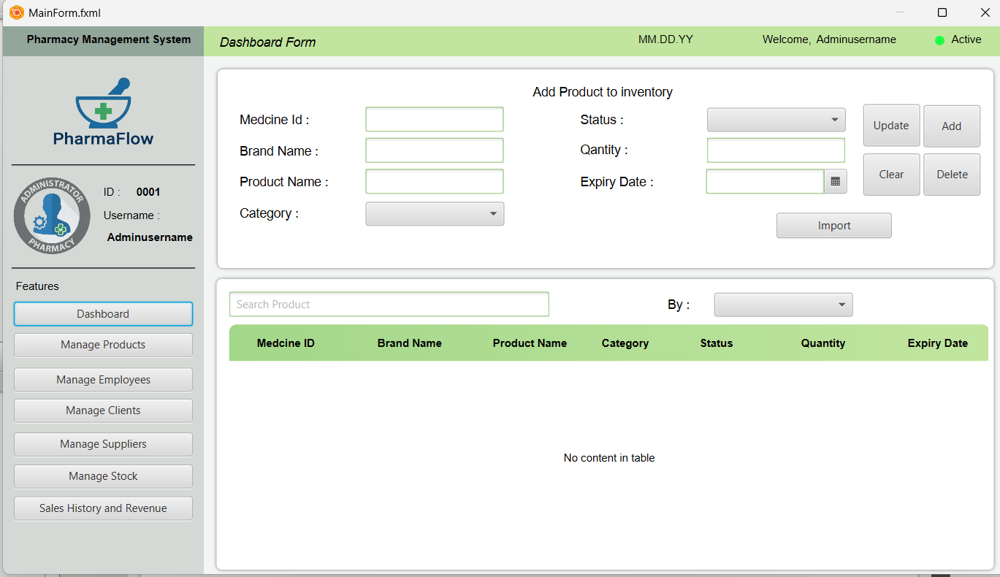 MainForm.fxml
Pharmacy Management System
Dashboard Form
MM.DD.YY
Welcome, Adminusername
Active
PharmaFlow
ADMINISTRATOR
PHARMACY
ID :
0001
Username :
Adminusername
Features
Dashboard
Manage Products
Manage Employees
Manage Clients
Manage Suppliers
Manage Stock
Sales History and Revenue
Add Product to inventory
Medcine Id :
Brand Name :
Product Name :
Category :
Status :
Qantity :
Expiry Date :
Update
Add
Clear
Delete
Import
Search Product
By :
Medcine ID Brand Name Product Name Category Status Quantity Expiry Date
No content in table